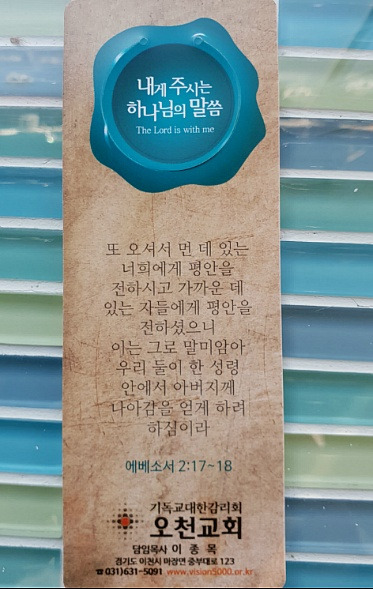 내게 주시는
하나님의 말씀
The Lord is with me
또 오셔서 먼 데 있는
너희에게 평안을
전하시고 가까운 데
있는 자들에게 평안을
전하셨으니
이는 그로 말미암아
우리 둘이 한 성령
안에서 아버지께
나아감을 얻게 하려
하심이라
에베소서 2:17~18
기독교대한감리회
오천교회
담임목사 이 종 목
경기도 이천시 마장면 중부대로 123
☎ 031)631-5091 www.vision5000.or.kr